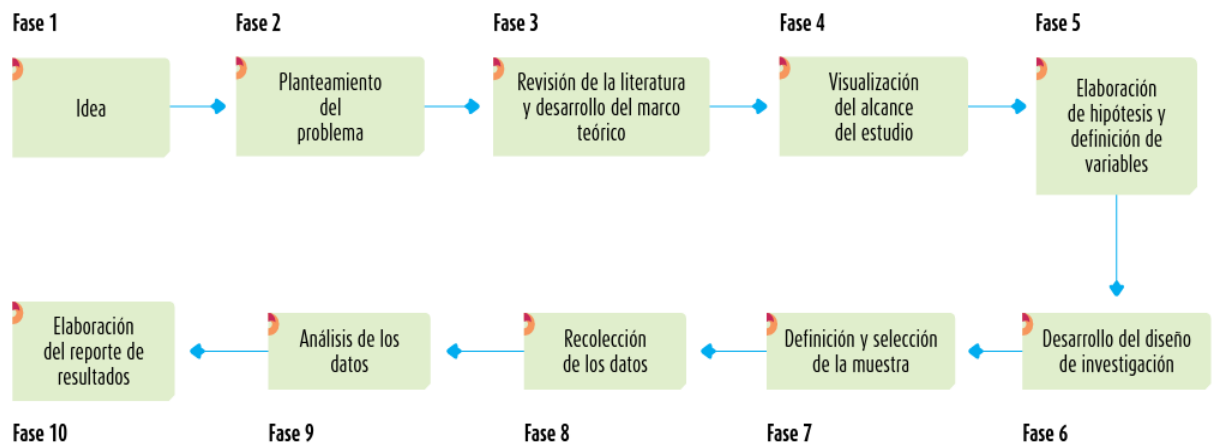 Fase 1
Idea
Fase 2
Planteamiento
del
problema
Fase 3
Revisión de la literatura
y desarrollo del marco
teórico
Fase 4
Visualización
del alcance
del estudio
Fase 5
Elaboración
de hipótesis y
definición de
variables
Desarrollo del diseño
de investigación
Fase 6
Definición y selección
de la muestra
Fase 7
Recolección
de los datos
Fase 8
Análisis de los
datos
Fase 9
Elaboración
del reporte de
resultados
Fase 10